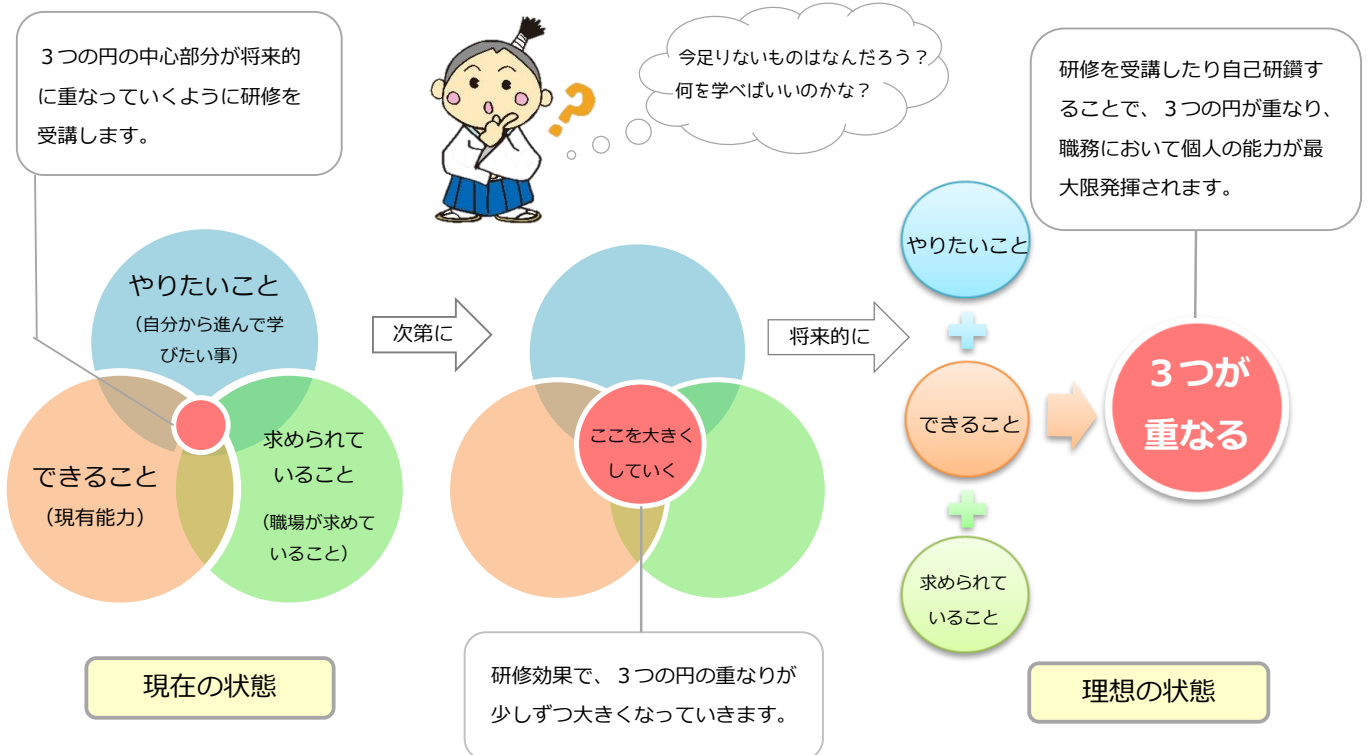 ３つの円の中心部分が将来的
に重なっていくように研修を
受講します。
今足りないものはなんだろう？
何を学べばいいのかな？
研修を受講したり自己研鑽す
ることで、３つの円が重なり、
職務において個人の能力が最
大限発揮されます。
やりたいこと
（自分から進んで学
びたい事）
できること
（現有能力）
求められて
いること
（職場が求めて
いること）
次第に
ここを大きく
していく
将来的に
やりたいこと
できること
求められて
いること
３つが
重なる
現在の状態
研修効果で、３つの円の重なりが
少しずつ大きくなっていきます。
理想の状態